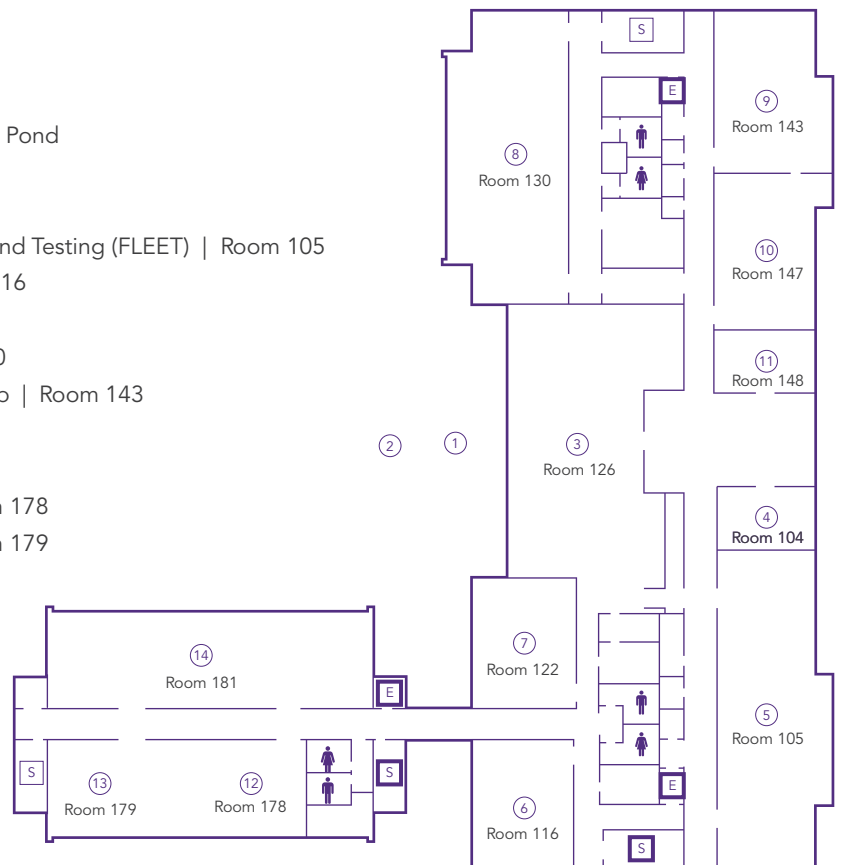 Pond
nd Testing (FLEET) | Room 105
16
0
o | Room 143
178
179
S
E
9
Room 143
8
Room 130
10
Room 147
11
Room 148
2
1
3
Room 126
4
Room 104
7
Room 122
14
Room 181
E
5
Room 105
S
13
Room 179
12
Room 178
S
E
6
Room 116
S